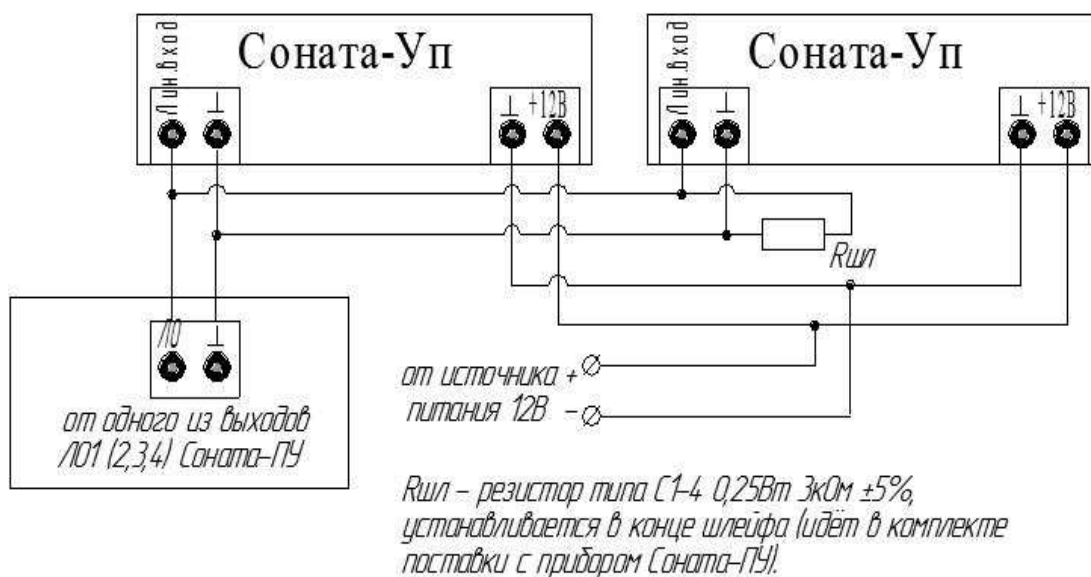 Соната-Уп
Лин.вход
⊥
⊥
+12В
Соната-Уп
Лин.вход
⊥
⊥
+12В
Rшл
ЛО
⊥
от одного из выходов
ЛО1 (2,3,4) Соната-ПУ
от источника +
питания 12В –
Rшл – резистор типа С1-4 0,25Вт 3кОм ±5%,
устанавливается в конце шлейфа (идёт в комплекте
поставки с прибором Соната-ПУ).